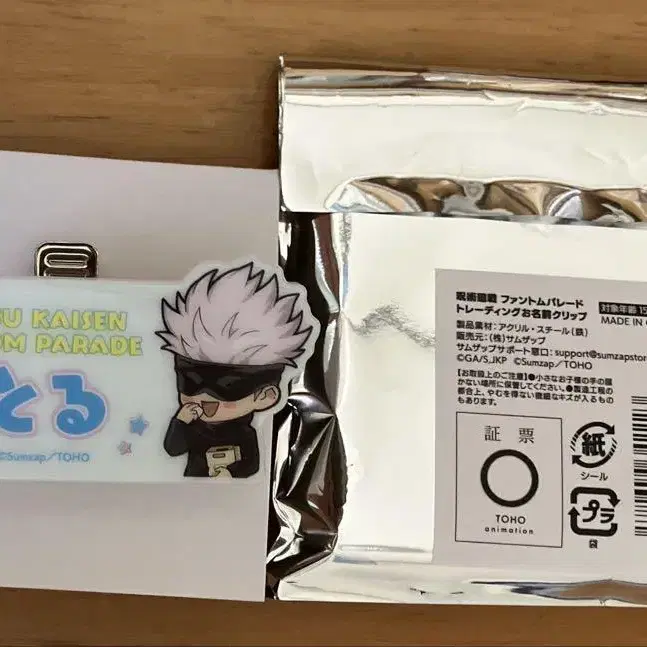 SU KAISEN
OM PARADE
とる
©Sumzap／TOHO
呪術廻戦 ファントムパレード
トレーディングお名前クリップ
対象年齢 15
MADE IN C
製品素材：アクリル・スチール（鉄）
販売元：（株）サムザップ
サムザップサポート窓口：support@sumzapstore
©GA/S,JKP ©Sumzap／TOHO
【お取扱上のご注意】●小さなお子様の手の届
かない場所に保管してください。●製造工程の
都合上、やむを得ない微細なキズが入るもの
もあります。
証票
TOHO
animation
紙
シール
プラ
袋